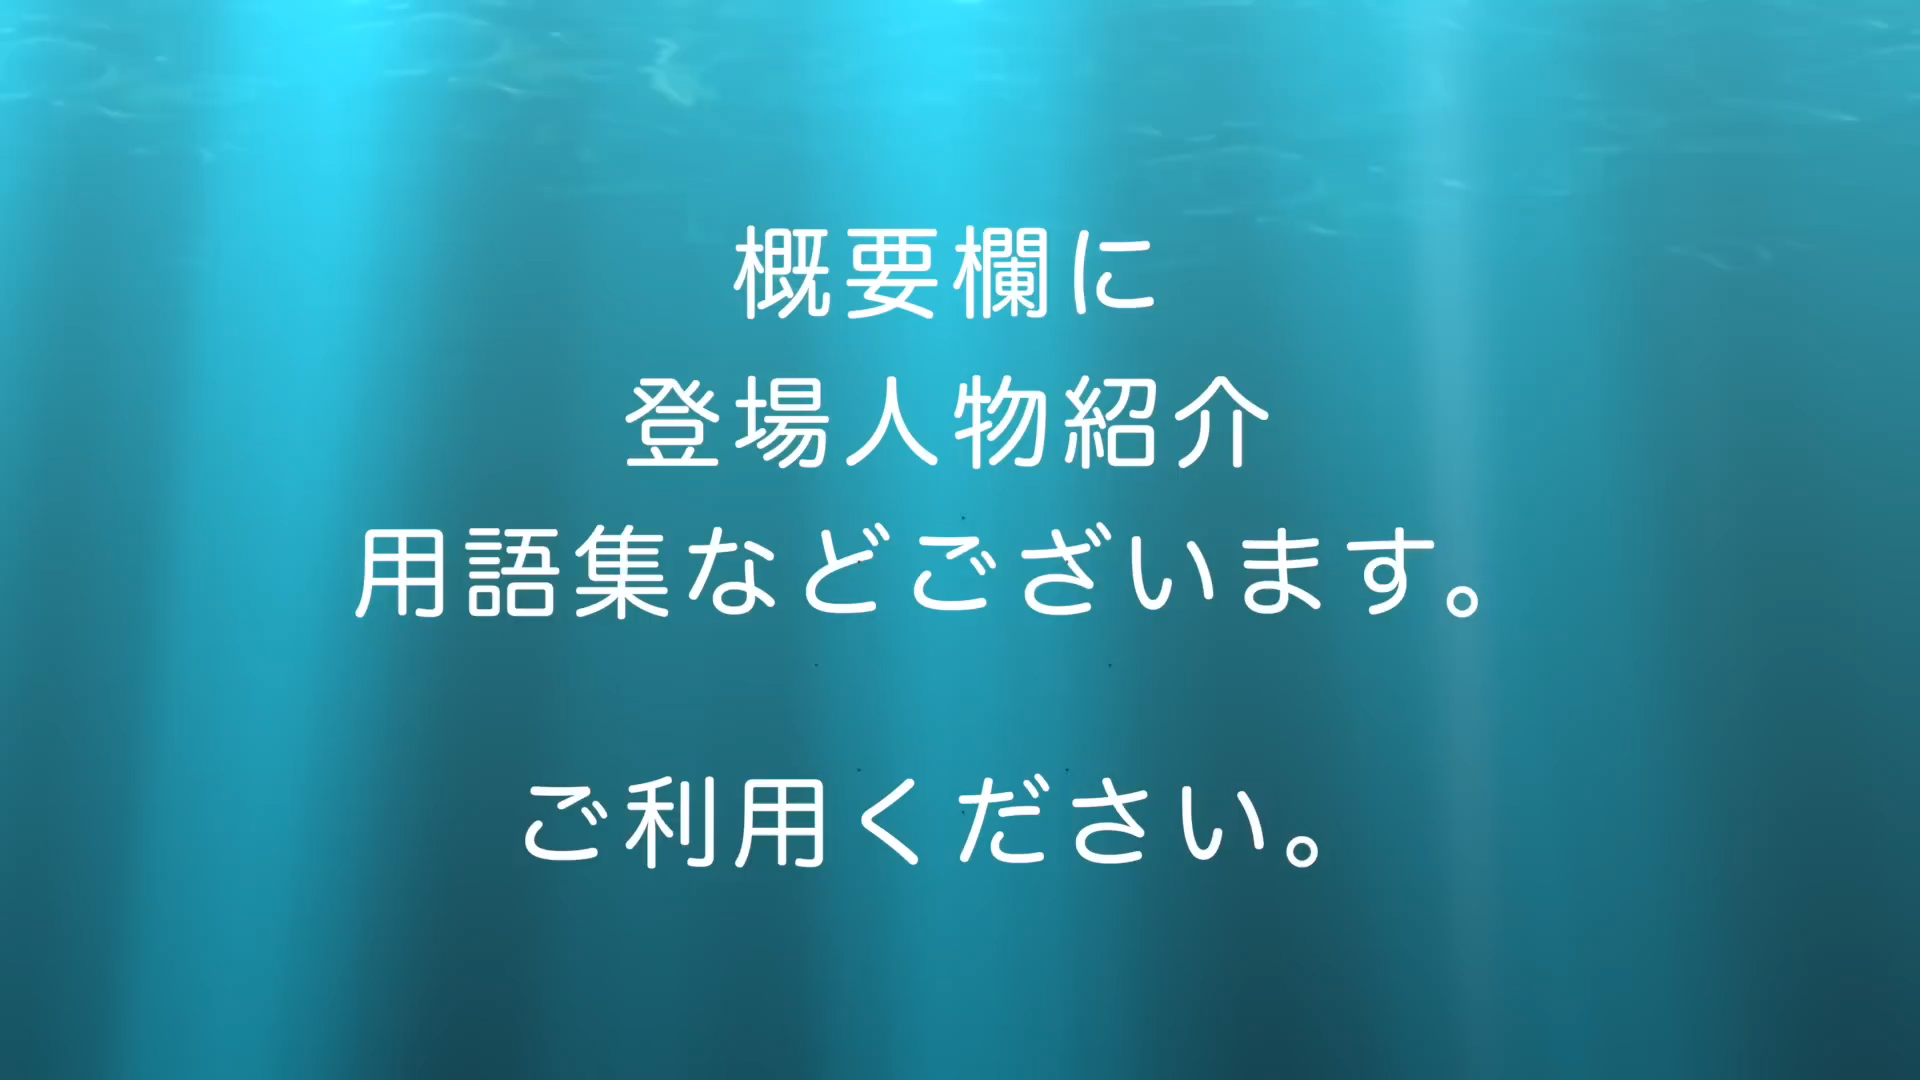 概要欄に
登場人物紹介
用語集などございます。
ご利用ください。